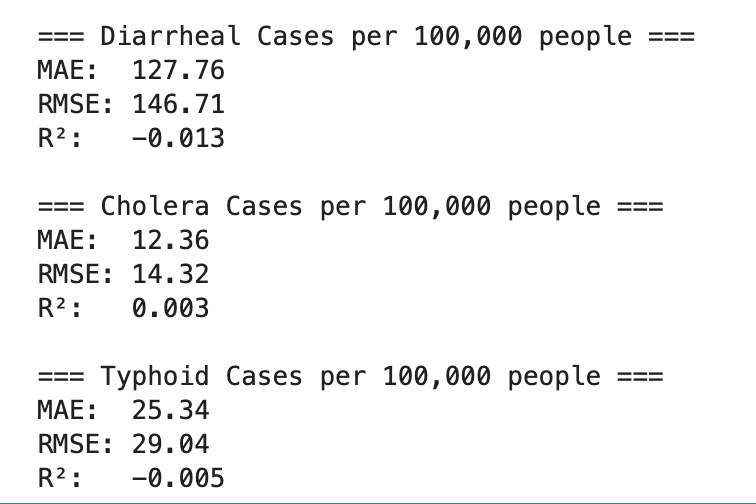 === Diarrheal Cases per 100,000 people ===
MAE:  127.76
RMSE: 146.71
R²:   -0.013
=== Cholera Cases per 100,000 people ===
MAE:  12.36
RMSE: 14.32
R²:   0.003
=== Typhoid Cases per 100,000 people ===
MAE:  25.34
RMSE: 29.04
R²:   -0.005